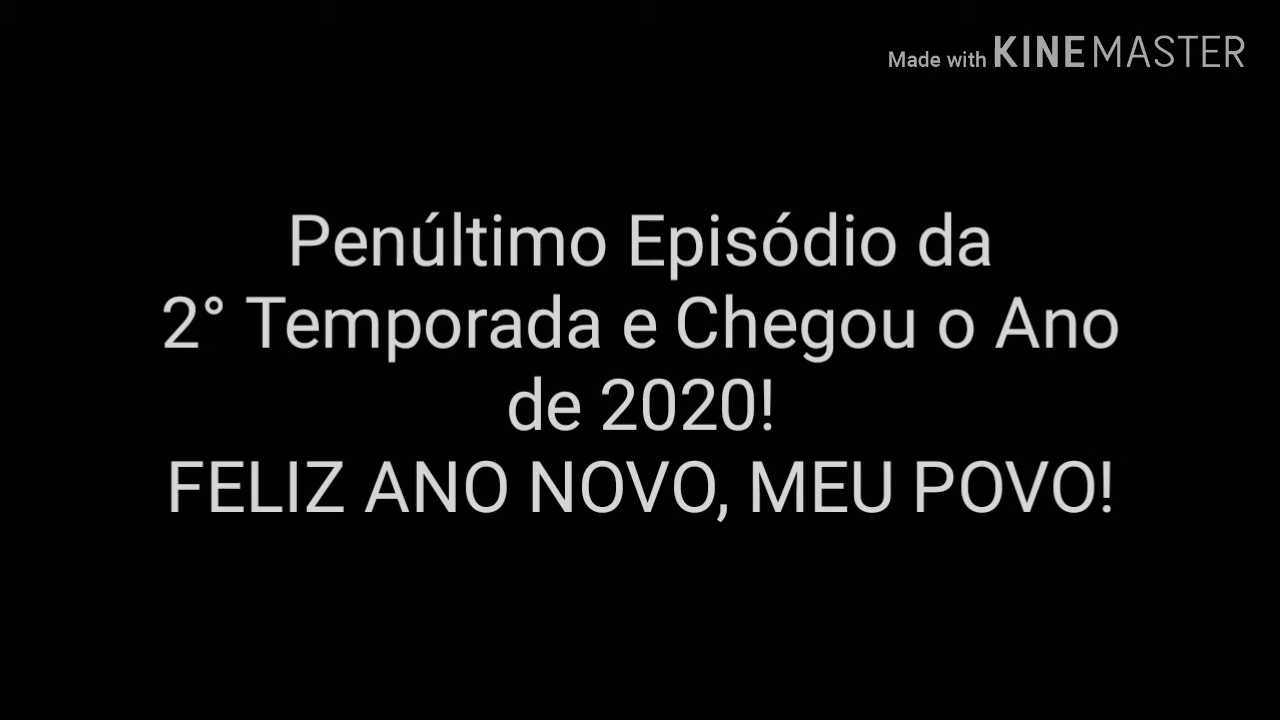 Made with KINEMASTER
Penúltimo Episódio da
2° Temporada e Chegou o Ano
de 2020!
FELIZ ANO NOVO, MEU POVO!